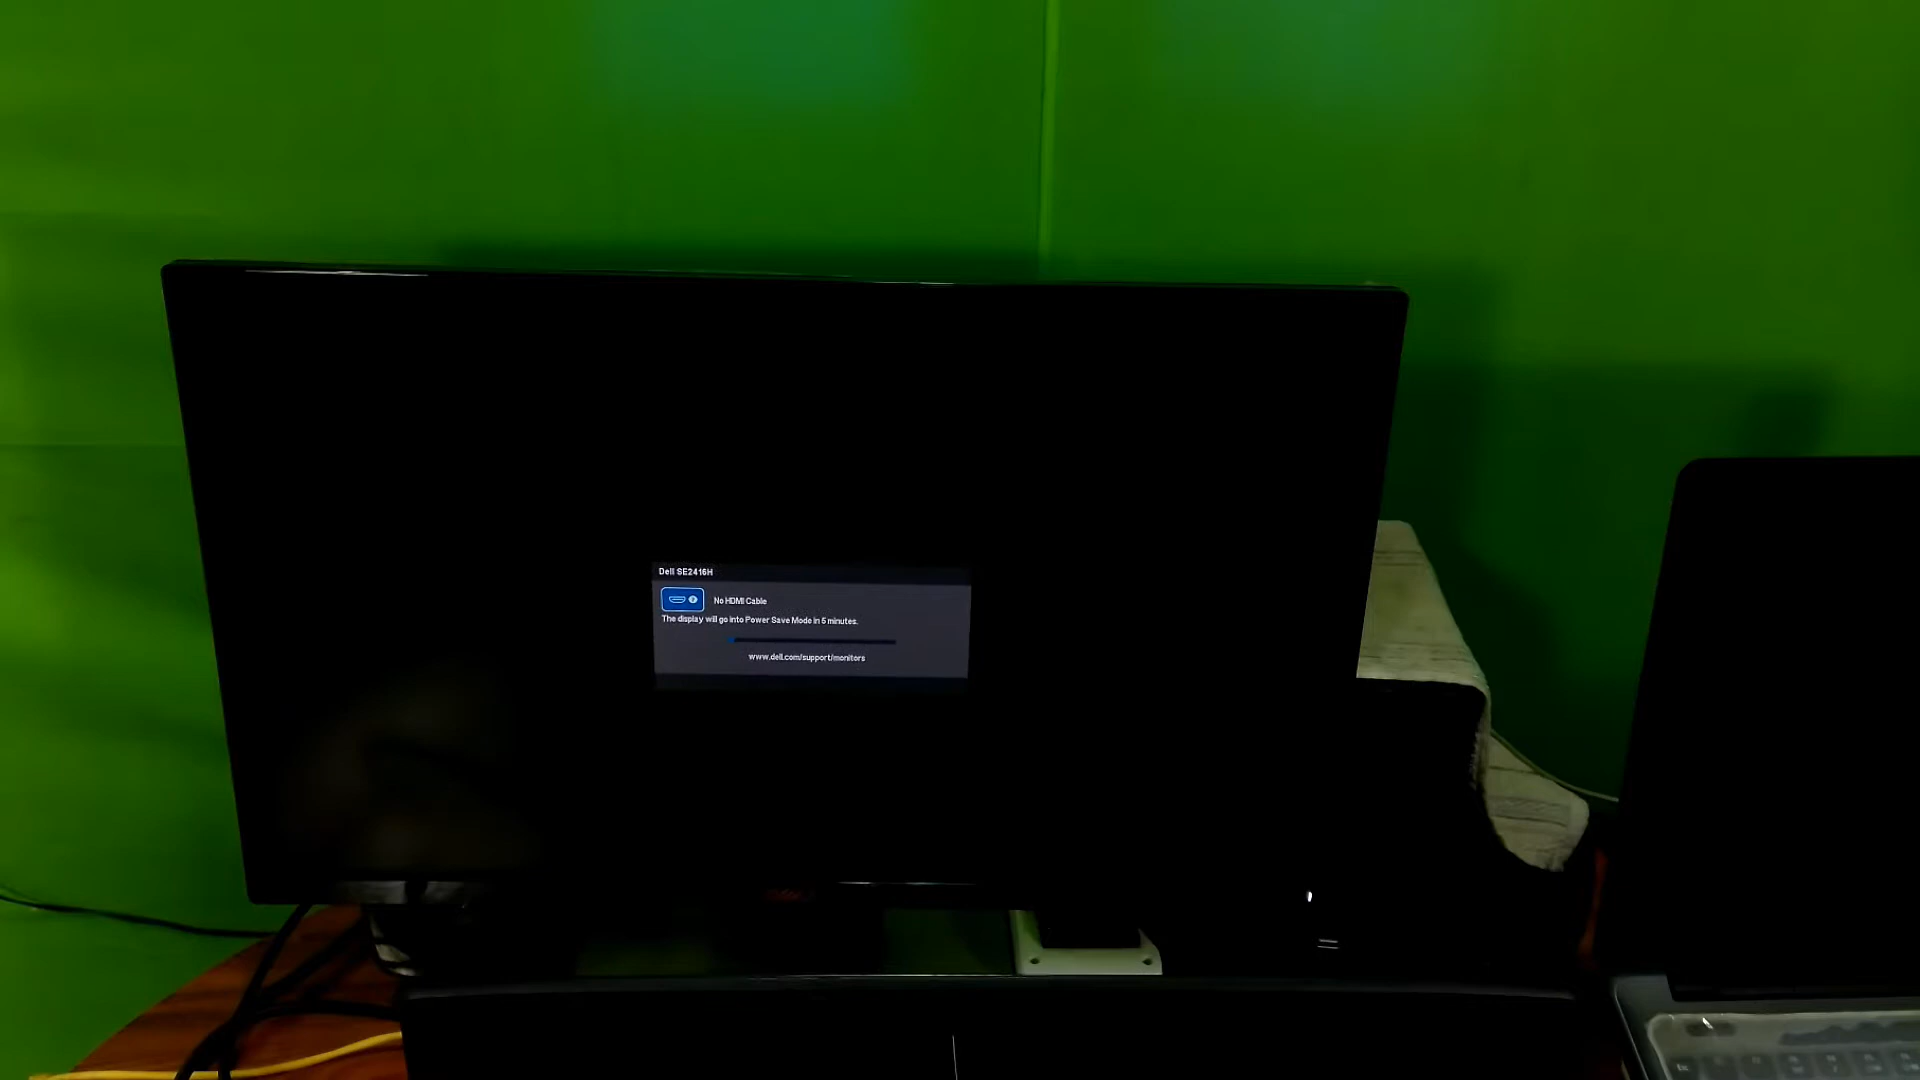 Dell SE2416H
No HDMI Cable
The display will go into Power Save Mode in 5 minutes.
www.dell.com/support/monitors